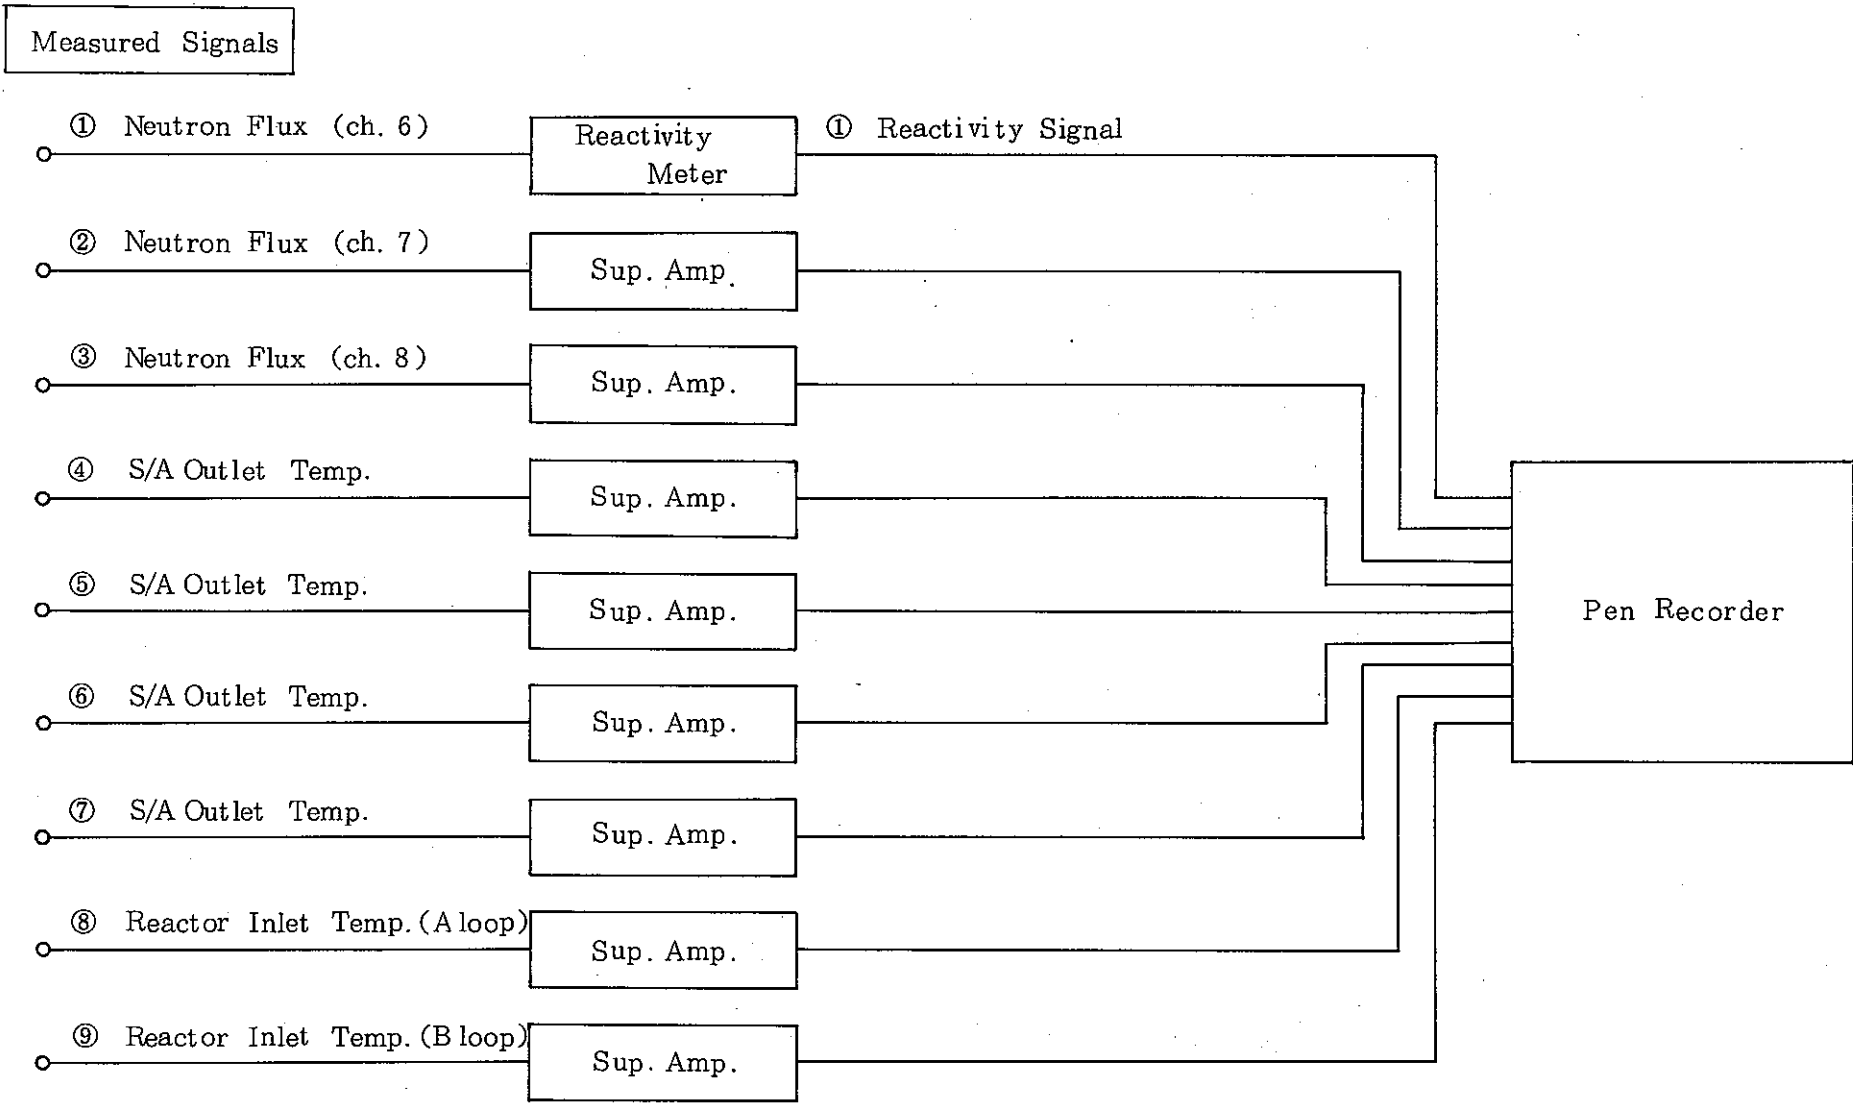 Measured Signals
① Neutron Flux (ch. 6)
Reactivity
Meter
① Reactivity Signal
② Neutron Flux (ch. 7)
Sup. Amp.
③ Neutron Flux (ch. 8)
Sup. Amp.
④ S/A Outlet Temp.
Sup. Amp.
⑤ S/A Outlet Temp.
Sup. Amp.
Pen Recorder
⑥ S/A Outlet Temp.
Sup. Amp.
⑦ S/A Outlet Temp.
Sup. Amp.
⑧ Reactor Inlet Temp. (A loop)
Sup. Amp.
⑨ Reactor Inlet Temp. (B loop)
Sup. Amp.